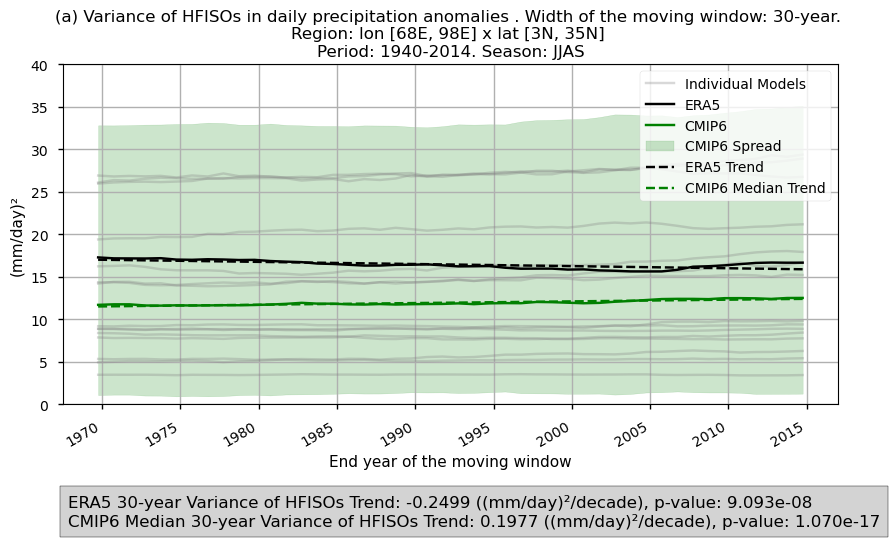 (a) Variance of HFISOs in daily precipitation anomalies . Width of the moving window: 30-year.
Region: lon [68E, 98E] x lat [3N, 35N]
Period: 1940-2014. Season: JJAS
40
35
30
25
20
15
10
5
0
(mm/day)²
Individual Models
ERA5
CMIP6
CMIP6 Spread
ERA5 Trend
CMIP6 Median Trend
1970
1975
1980
1985
1990
1995
2000
2005
2010
2015
End year of the moving window
ERA5 30-year Variance of HFISOs Trend: -0.2499 ((mm/day)²/decade), p-value: 9.093e-08
CMIP6 Median 30-year Variance of HFISOs Trend: 0.1977 ((mm/day)²/decade), p-value: 1.070e-17